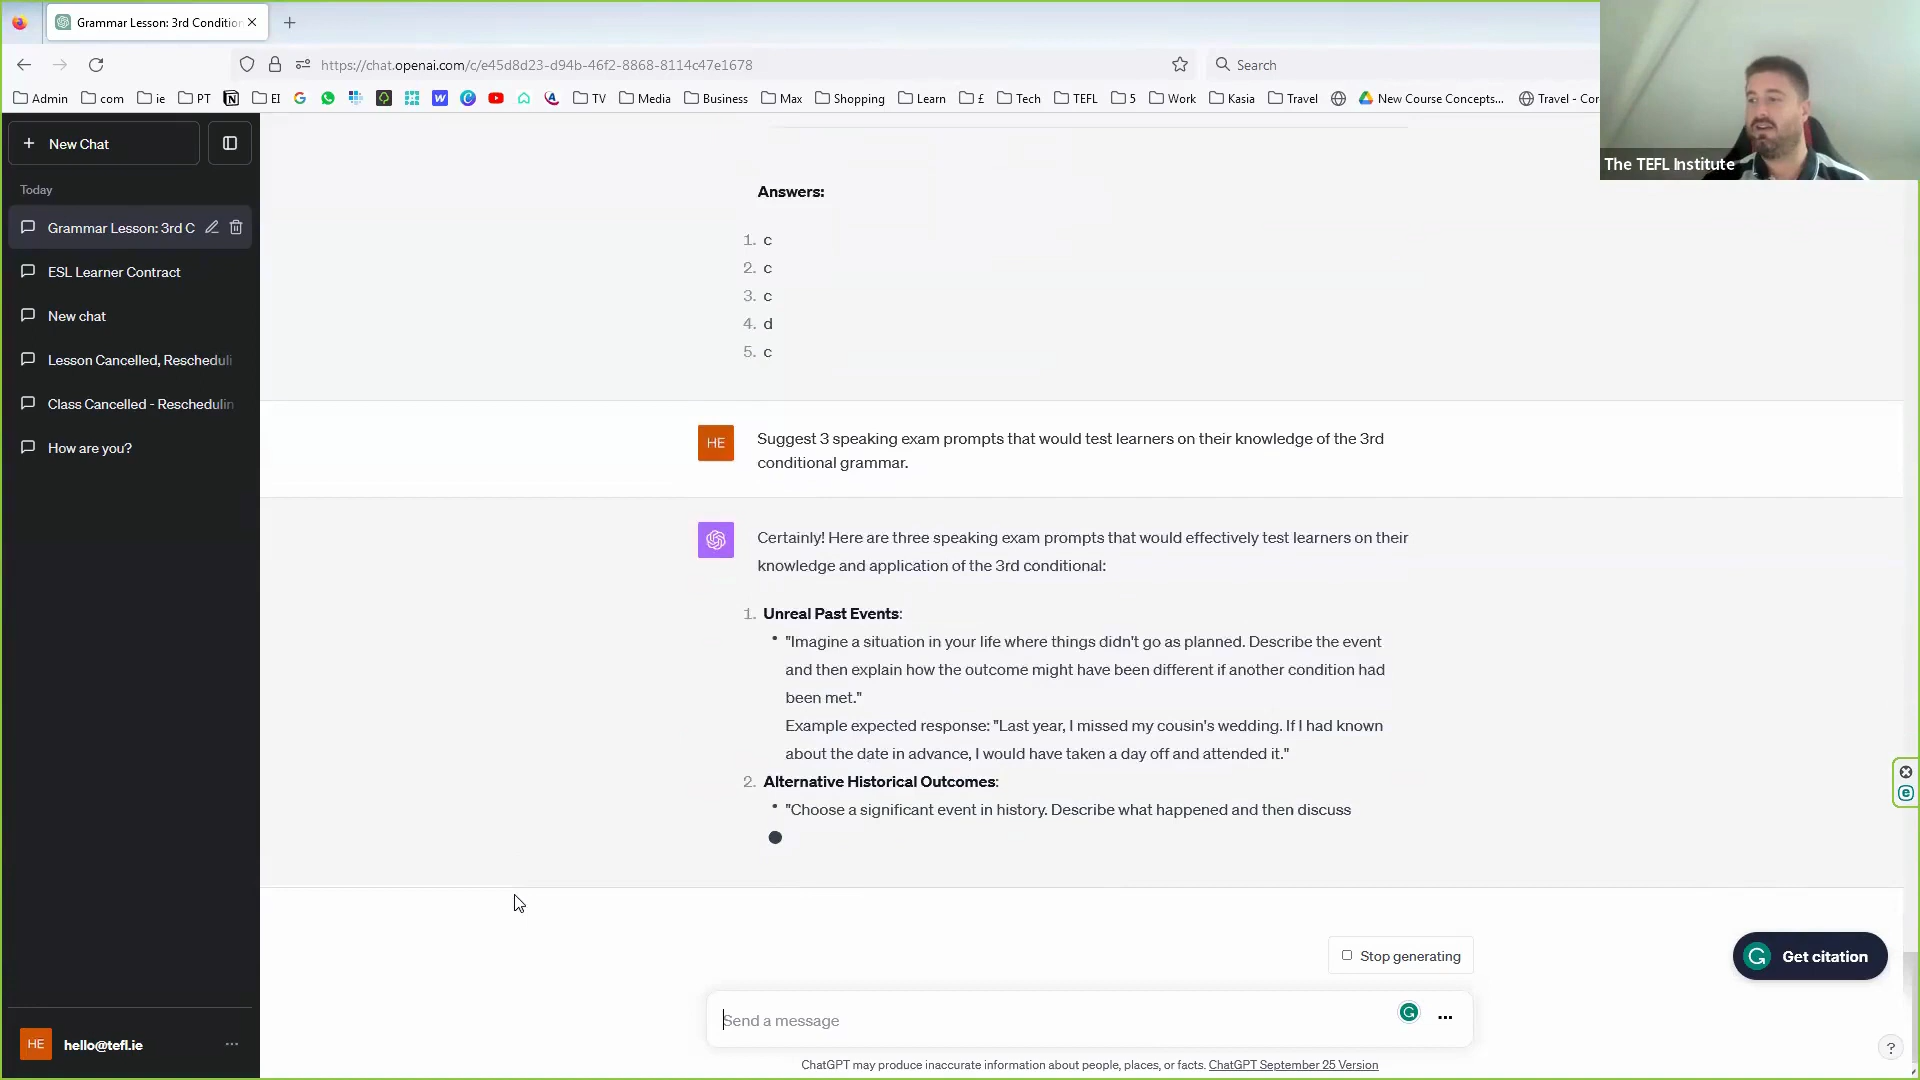 Grammar Lesson: 3rd Condition
https://chat.openai.com/c/e45d8d23-d94b-46f2-8868-8114c47e1678
Search
Admin
com
ie
PT
EI
TV
Media
Business
Max
Shopping
Learn
£
Tech
TEFL
5
Work
Kasia
Travel
New Course Concepts...
Travel - Cor
The TEFL Institute
New Chat
Today
Grammar Lesson: 3rd C
ESL Learner Contract
New chat
Lesson Cancelled, Rescheduli
Class Cancelled - Reschedulin
How are you?
HE
hello@tefl.ie
Answers:
1. c
2. c
3. c
4. d
5. c
HE
Suggest 3 speaking exam prompts that would test learners on their knowledge of the 3rd
conditional grammar.
Certainly! Here are three speaking exam prompts that would effectively test learners on their
knowledge and application of the 3rd conditional:
1. Unreal Past Events:
• "Imagine a situation in your life where things didn't go as planned. Describe the event
and then explain how the outcome might have been different if another condition had
been met."
Example expected response: "Last year, I missed my cousin's wedding. If I had known
about the date in advance, I would have taken a day off and attended it."
2. Alternative Historical Outcomes:
• "Choose a significant event in history. Describe what happened and then discuss
Stop generating
Get citation
Send a message
ChatGPT may produce inaccurate information about people, places, or facts. ChatGPT September 25 Version
?